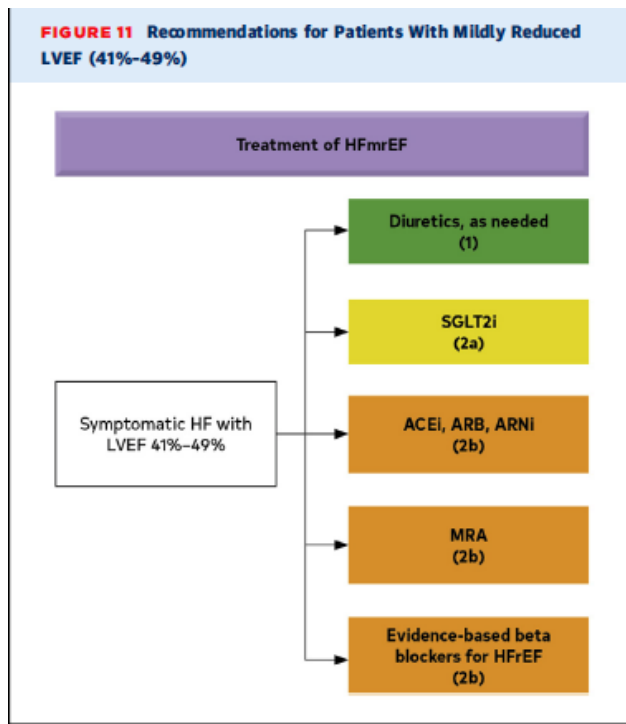 FIGURE 11 Recommendations for Patients With Mildly Reduced
LVEF (41%-49%)
Treatment of HFmrEF
Diuretics, as needed
(1)
SGLT2i
(2a)
Symptomatic HF with
LVEF 41%–49%
ACEi, ARB, ARNi
(2b)
MRA
(2b)
Evidence-based beta
blockers for HFrEF
(2b)